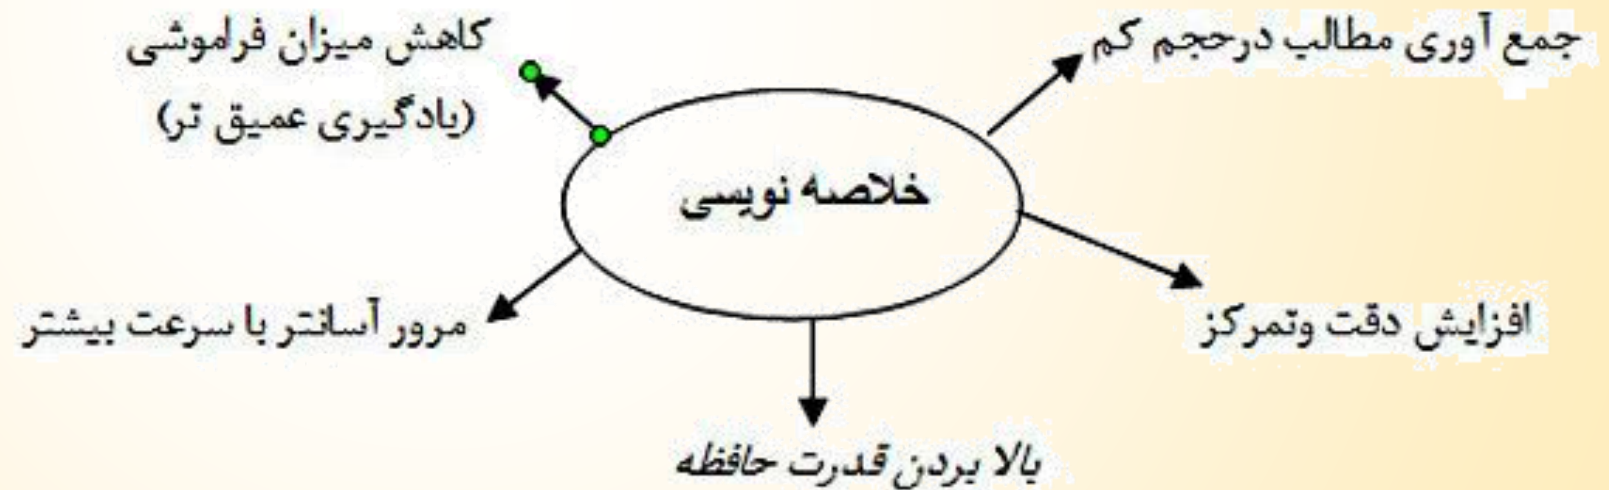 جمع آوری مطالب درحجم کم
کاهش میزان فراموشی
(یادگیری عمیق تر)
خلاصه نویسی
افزایش دقت وتمرکز
مرور آسانتر با سرعت بیشتر
بالا بردن قدرت حافظه